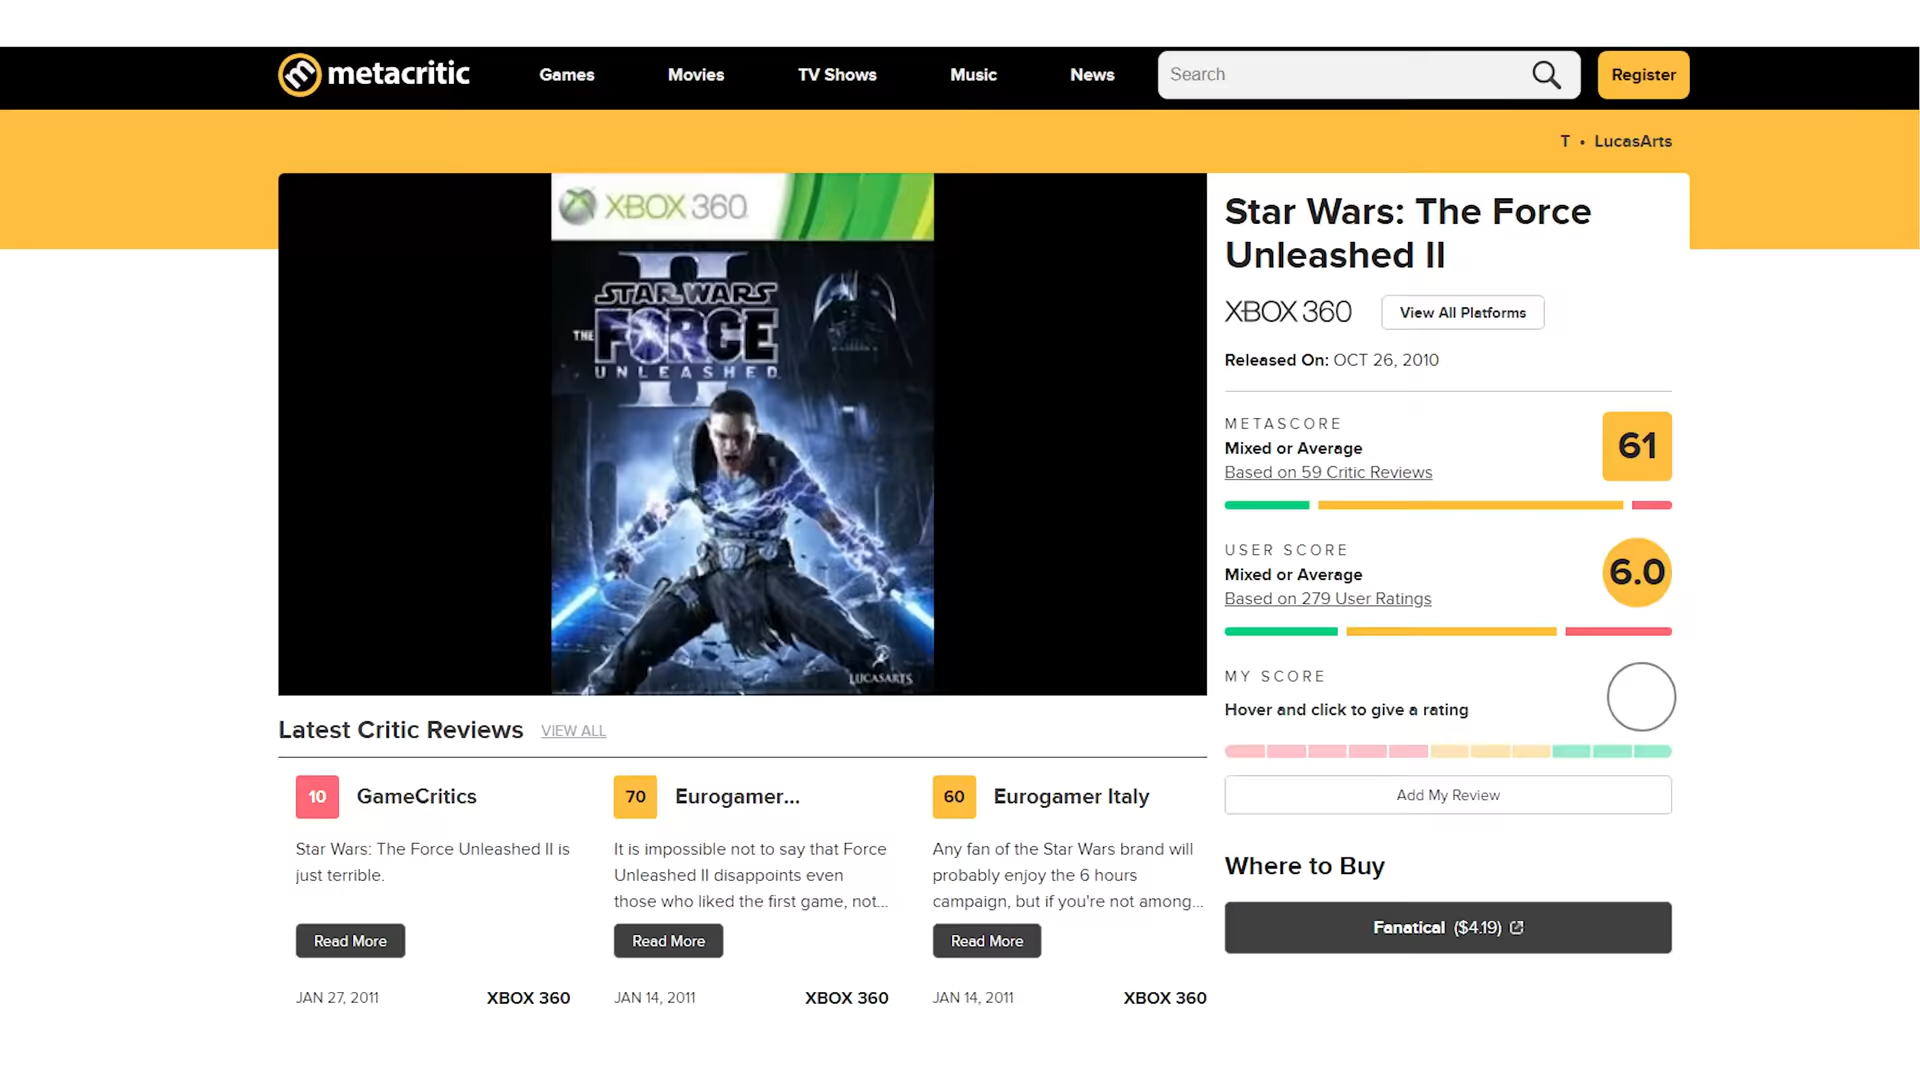 metacritic
Games
Movies
TV Shows
Music
News
Search
Register
T • LucasArts
XBOX 360
II
STAR WARS
THE FORCE
UNLEASHED
LUCASARTS
Star Wars: The Force
Unleashed II
XBOX 360
View All Platforms
Released On: OCT 26, 2010
METASCORE
Mixed or Average
Based on 59 Critic Reviews
61
USER SCORE
Mixed or Average
Based on 279 User Ratings
6.0
MY SCORE
Hover and click to give a rating
Add My Review
Where to Buy
Fanatical ($4.19)
Latest Critic Reviews
VIEW ALL
10
GameCritics
Star Wars: The Force Unleashed II is
just terrible.
Read More
JAN 27, 2011
XBOX 360
70
Eurogamer...
It is impossible not to say that Force
Unleashed II disappoints even
those who liked the first game, not...
Read More
JAN 14, 2011
XBOX 360
60
Eurogamer Italy
Any fan of the Star Wars brand will
probably enjoy the 6 hours
campaign, but if you're not among...
Read More
JAN 14, 2011
XBOX 360